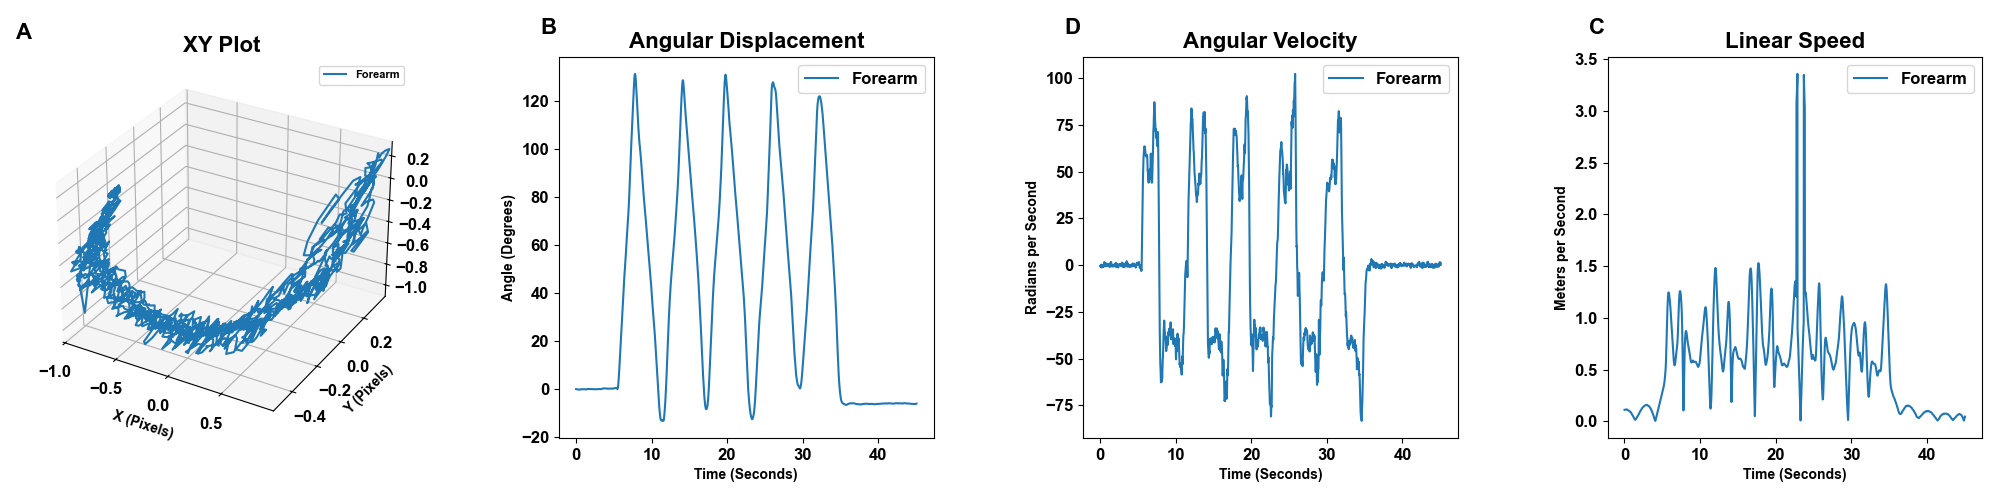 A
XY Plot
Forearm
0.2
0.0
−0.2
−0.4
−0.6
−0.8
−1.0
−1.0
−0.5
0.0
0.5
X (Pixels)
−0.4
−0.2
0.0
0.2
Y (Pixels)
B
Angular Displacement
Forearm
120
100
80
60
40
20
0
−20
Angle (Degrees)
0 10 20 30 40
Time (Seconds)
D
Angular Velocity
Forearm
100
75
50
25
0
−25
−50
−75
Radians per Second
0 10 20 30 40
Time (Seconds)
C
Linear Speed
Forearm
3.5
3.0
2.5
2.0
1.5
1.0
0.5
0.0
Meters per Second
0 10 20 30 40
Time (Seconds)